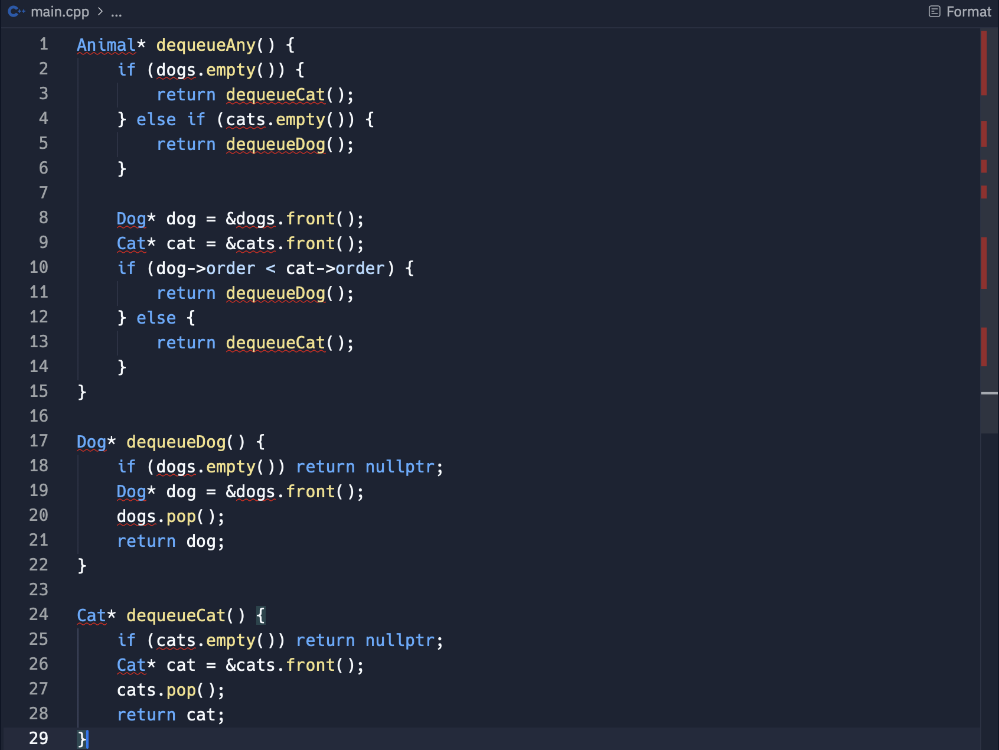 main.cpp > ...
Format
1 Animal* dequeueAny() {
2     if (dogs.empty()) {
3         return dequeueCat();
4     } else if (cats.empty()) {
5         return dequeueDog();
6     }
7
8     Dog* dog = &dogs.front();
9     Cat* cat = &cats.front();
10     if (dog->order < cat->order) {
11         return dequeueDog();
12     } else {
13         return dequeueCat();
14     }
15 }
16
17 Dog* dequeueDog() {
18     if (dogs.empty()) return nullptr;
19     Dog* dog = &dogs.front();
20     dogs.pop();
21     return dog;
22 }
23
24 Cat* dequeueCat() {
25     if (cats.empty()) return nullptr;
26     Cat* cat = &cats.front();
27     cats.pop();
28     return cat;
29 }